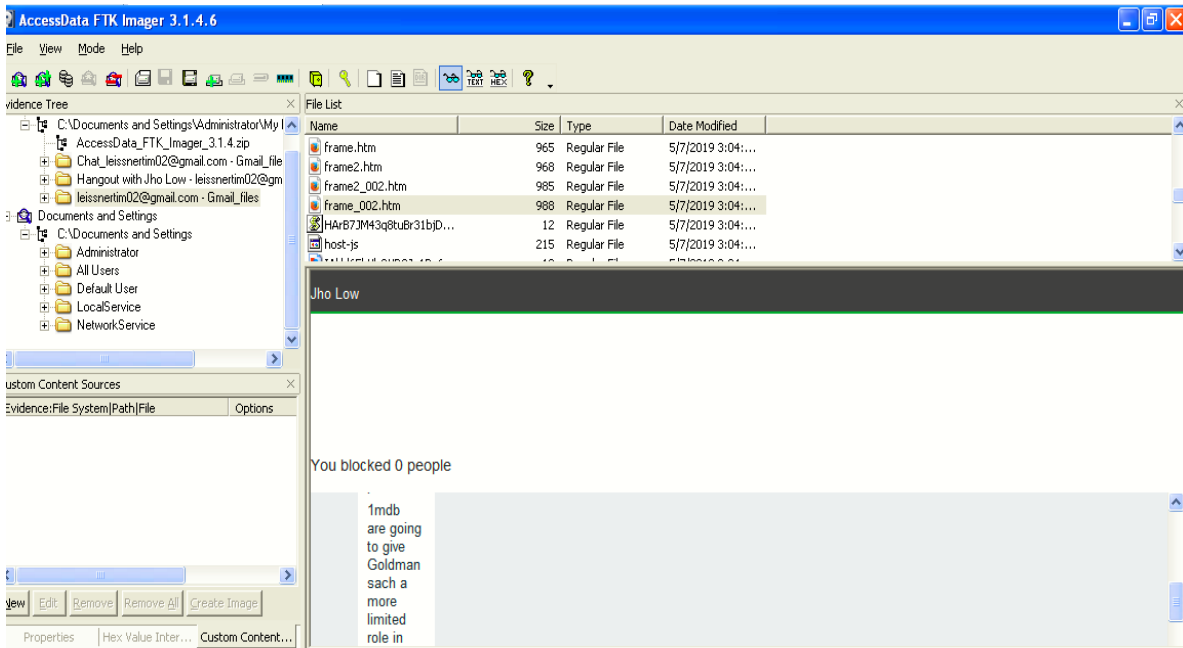 AccessData FTK Imager 3.1.4.6
File View Mode Help
TEXT HEX
vidence Tree
File List
C:\Documents and Settings\Administrator\My
AccessData_FTK_Imager_3.1.4.zip
Chat_leissnertim02@gmail.com - Gmail_file
Hangout with Jho Low - leissnertim02@gm
leissnertim02@gmail.com - Gmail_files
Documents and Settings
C:\Documents and Settings
Administrator
All Users
Default User
LocalService
NetworkService
Name Size Type Date Modified
frame.htm 965 Regular File 5/7/2019 3:04:...
frame2.htm 968 Regular File 5/7/2019 3:04:...
frame2_002.htm 985 Regular File 5/7/2019 3:04:...
frame_002.htm 988 Regular File 5/7/2019 3:04:...
HArB7JM43q8tuBr31bjD... 12 Regular File 5/7/2019 3:04:...
host-js 215 Regular File 5/7/2019 3:04:...
ustom Content Sources
Evidence:File System|Path|File Options
New Edit Remove Remove All Create Image
Properties Hex Value Inter... Custom Content...
Jho Low
You blocked 0 people
1mdb
are going
to give
Goldman
sach a
more
limited
role in